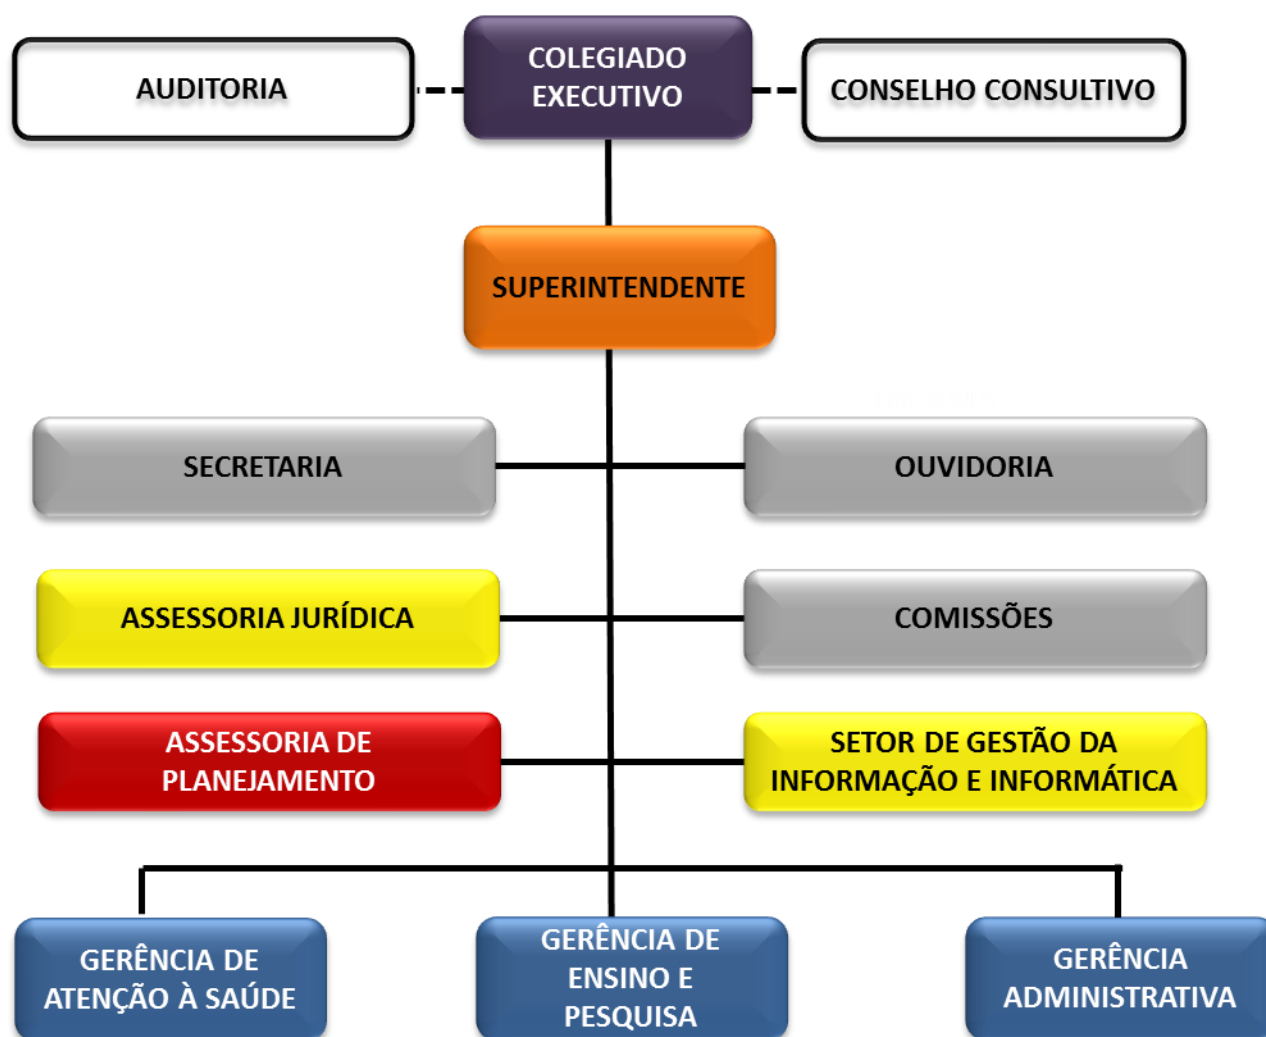 AUDITORIA
COLEGIADO
EXECUTIVO
CONSELHO CONSULTIVO
SUPERINTENDENTE
SECRETARIA
OUVIDORIA
ASSESSORIA JURÍDICA
COMISSÕES
ASSESSORIA DE
PLANEJAMENTO
SETOR DE GESTÃO DA
INFORMAÇÃO E INFORMÁTICA
GERÊNCIA DE
ATENÇÃO À SAÚDE
GERÊNCIA DE
ENSINO E
PESQUISA
GERÊNCIA
ADMINISTRATIVA